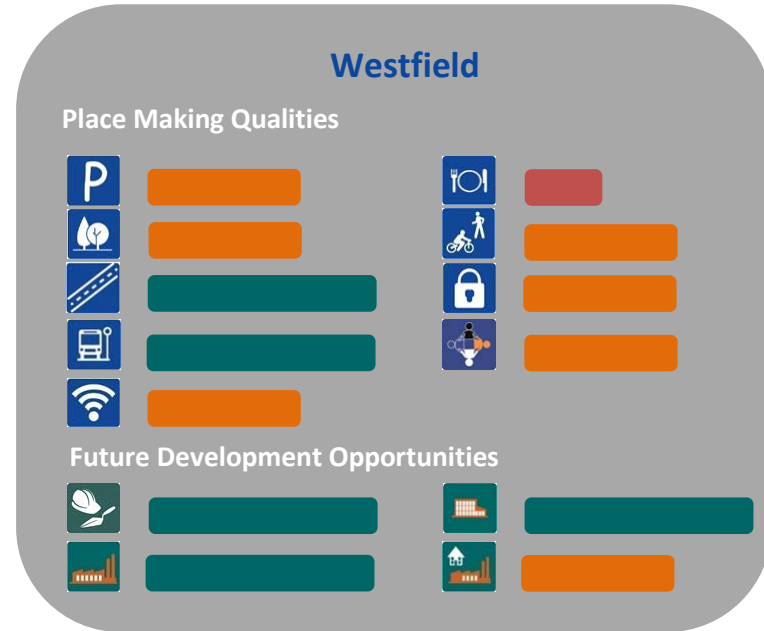 Westfield
Place Making Qualities
P
Future Development Opportunities